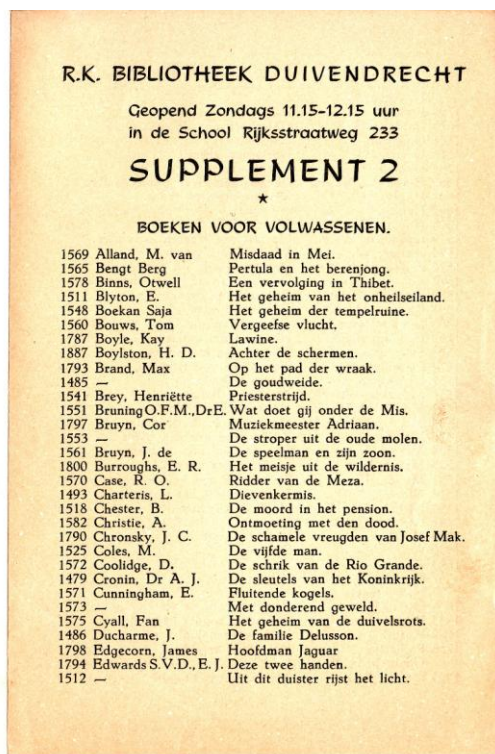 R.K. BIBLIOTHEEK DUIVENDRECHT
Geopend Zondags 11.15-12.15 uur
in de School Rijksstraatweg 233
SUPPLEMENT 2
★
BOEKEN VOOR VOLWASSENEN.
1569 Alland, M. van Misdaad in Mei.
1565 Bengt Berg Pertula en het berenjong.
1578 Binns, Otwell Een vervolging in Thibet.
1511 Blyton, E. Het geheim van het onheilseiland.
1548 Boekan Saja Het geheim der tempelruine.
1560 Bouws, Tom Vergeefse vlucht.
1787 Boyle, Kay Lawine.
1887 Boylston, H. D. Achter de schermen.
1793 Brand, Max Op het pad der wraak.
1485 — De goudweide.
1541 Brey, Henriëtte Priesterstrijd.
1551 Bruning O.F.M., Dr E. Wat doet gij onder de Mis.
1797 Bruyn, Cor Muziekmeester Adriaan.
1553 — De stroper uit de oude molen.
1561 Bruyn, J. de De speelman en zijn zoon.
1800 Burroughs, E. R. Het meisje uit de wildernis.
1570 Case, R. O. Ridder van de Meza.
1493 Charteris, L. Dievenkermis.
1518 Chester, B. De moord in het pension.
1582 Christie, A. Ontmoeting met den dood.
1790 Chronsky, J. C. De schamele vreugden van Josef Mak.
1525 Coles, M. De vijfde man.
1572 Coolidge, D. De schrik van de Rio Grande.
1479 Cronin, Dr A. J. De sleutels van het Koninkrijk.
1571 Cunningham, E. Fluitende kogels.
1573 — Met donderend geweld.
1575 Cyall, Fan Het geheim van de duivelsrots.
1486 Ducharme, J. De familie Delusson.
1798 Edgecorn, James Hoofdman Jaguar
1794 Edwards S.V.D., E. J. Deze twee handen.
1512 — Uit dit duister rijst het licht.